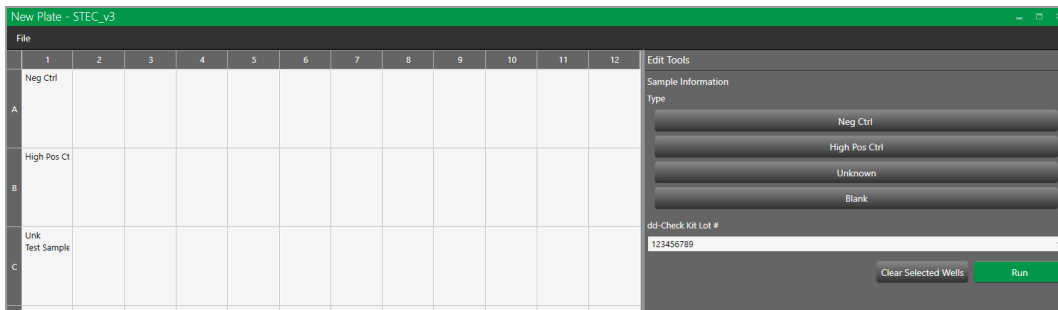 New Plate - STEC_v3
File
1 2 3 4 5 6 7 8 9 10 11 12
A
Neg Ctrl
B
High Pos Ct
C
Unk
Test Sample
Edit Tools
Sample Information
Type
Neg Ctrl
High Pos Ctrl
Unknown
Blank
dd-Check Kit Lot #
123456789
Clear Selected Wells
Run